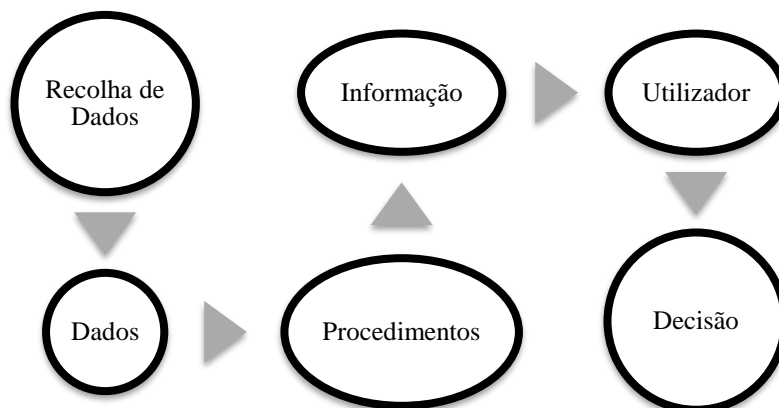 Recolha de
Dados
Dados
Procedimentos
Informação
Utilizador
Decisão